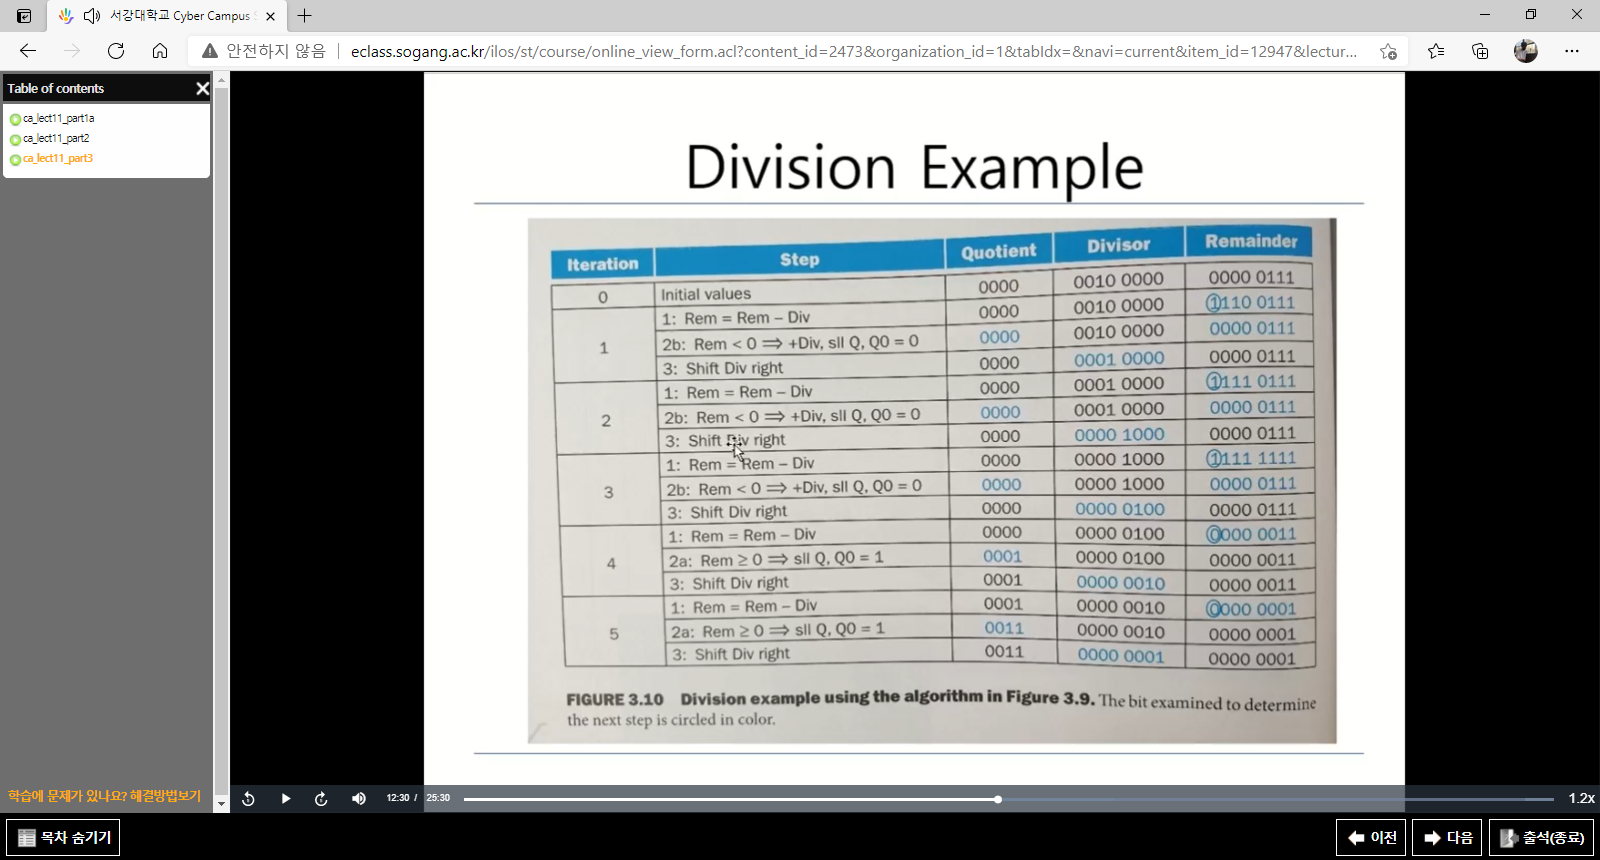 서강대학교 Cyber Campus
안전하지 않음 eclass.sogang.ac.kr/ilos/st/course/online_view_form.acl?content_id=2473&organization_id=1&tabIdx=&navi=current&item_id=12947&lectur...
Table of contents
ca_lect11_part1a
ca_lect11_part2
ca_lect11_part3
Division Example
Iteration Step Quotient Divisor Remainder
0 Initial values 0000 0010 0000 0000 0111
1 1: Rem = Rem – Div 0000 0010 0000 1110 0111
2b: Rem < 0 ⟹ +Div, sll Q, Q0 = 0 0000 0010 0000 0000 0111
3: Shift Div right 0000 0001 0000 0000 0111
2 1: Rem = Rem – Div 0000 0001 0000 1111 0111
2b: Rem < 0 ⟹ +Div, sll Q, Q0 = 0 0000 0001 0000 0000 0111
3: Shift Div right 0000 0000 1000 0000 0111
3 1: Rem = Rem – Div 0000 0000 1000 1111 1111
2b: Rem < 0 ⟹ +Div, sll Q, Q0 = 0 0000 0000 1000 0000 0111
3: Shift Div right 0000 0000 0100 0000 0111
4 1: Rem = Rem – Div 0000 0000 0100 0000 0011
2a: Rem ≥ 0 ⟹ sll Q, Q0 = 1 0001 0000 0100 0000 0011
3: Shift Div right 0001 0000 0010 0000 0011
5 1: Rem = Rem – Div 0001 0000 0010 0000 0001
2a: Rem ≥ 0 ⟹ sll Q, Q0 = 1 0011 0000 0010 0000 0001
3: Shift Div right 0011 0000 0001 0000 0001
FIGURE 3.10 Division example using the algorithm in Figure 3.9. The bit examined to determine
the next step is circled in color.
학습에 문제가 있나요? 해결방법보기
12:30 / 25:30 1.2x
목차 숨기기 이전 다음 출석(종료)